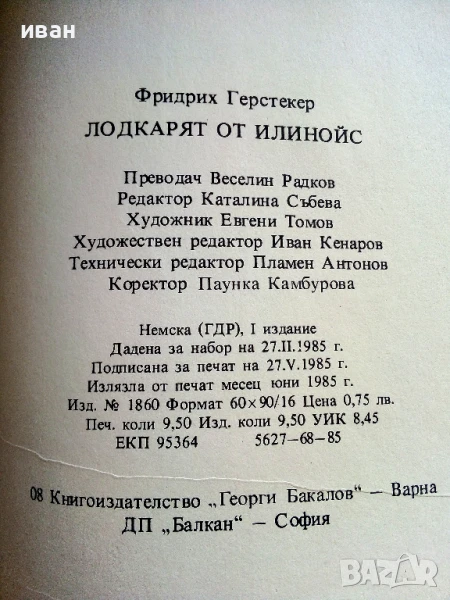 иван
Фридрих Герстекер
ЛОДКАРЯТ ОТ ИЛИНОЙС
Преводач Веселин Радков
Редактор Каталина Събева
Художник Евгени Томов
Художествен редактор Иван Кенаров
Технически редактор Пламен Антонов
Коректор Паунка Камбурова
Немска (ГДР), I издание
Дадена за набор на 27.II.1985 г.
Подписана за печат на 27.V.1985 г.
Излязла от печат месец юни 1985 г.
Изд. № 1860 Формат 60×90/16 Цена 0,75 лв.
Печ. коли 9,50 Изд. коли 9,50 УИК 8,45
ЕКП 95364 5627—68—85
08 Книгоиздателство „Георги Бакалов“ — Варна
ДП „Балкан“ — София
BAZAR